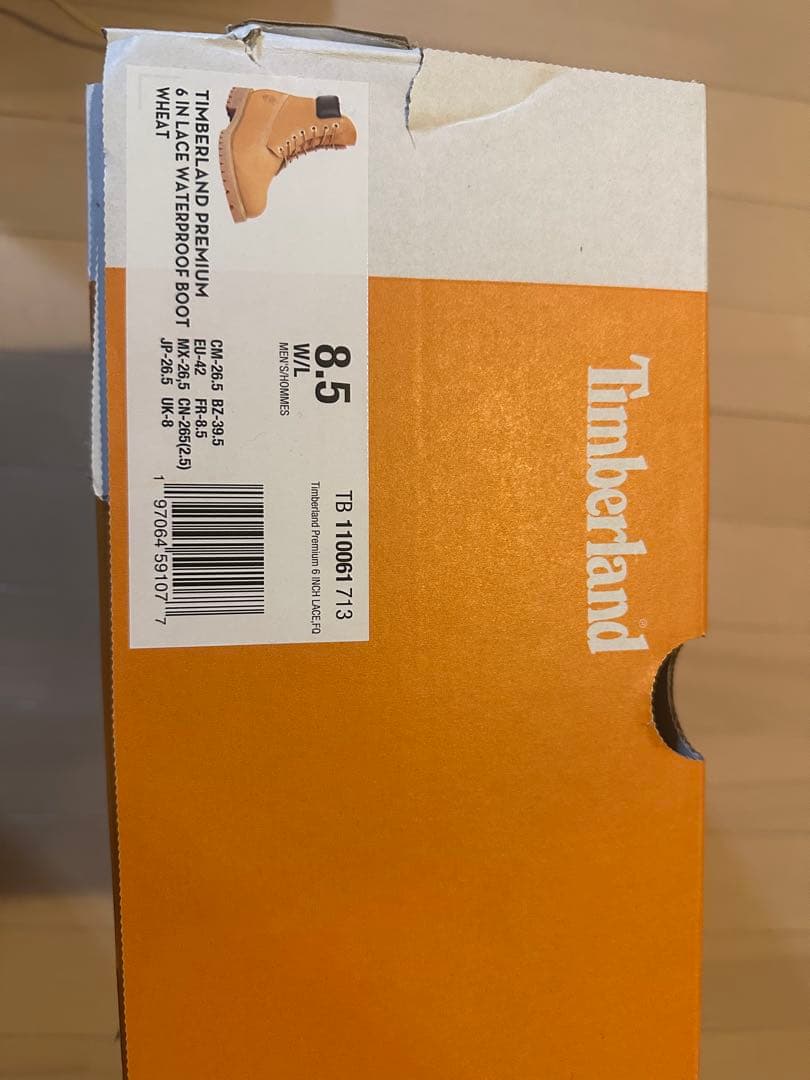 Timberland®
TIMBERLAND PREMIUM
6 IN LACE WATERPROOF BOOT
WHEAT
8.5
W/L
MEN'S/HOMMES
CM-26.5 BZ-39.5
EU-42 FR-8.5
MX-26,5 CN-265(2.5)
JP-26.5 UK-8
TB 110061 713
Timberland Premium 6 INCH LACE,FQ
1 97064 59107 7